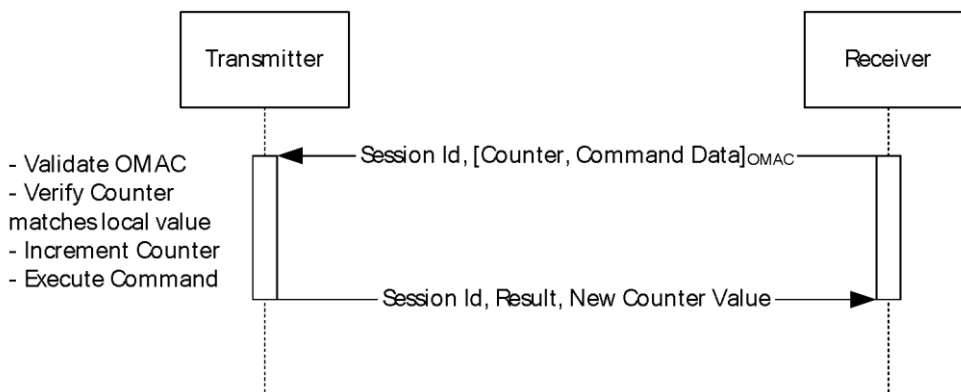 Transmitter
Receiver
Session Id, [Counter, Command Data]OMAC
- Validate OMAC
- Verify Counter
matches local value
- Increment Counter
- Execute Command
Session Id, Result, New Counter Value